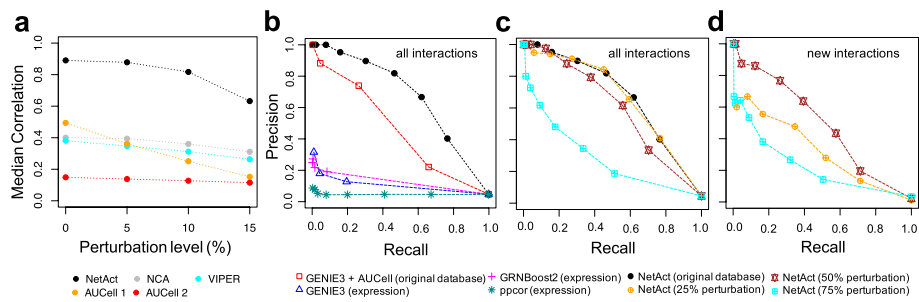 a
b
c
d
Median Correlation
1.0
0.8
0.6
0.4
0.2
0.0
0
5
10
15
Perturbation level (%)
NetAct
NCA
VIPER
AUCell 1
AUCell 2
Precision
1.0
0.8
0.6
0.4
0.2
0.0
all interactions
0.0 0.2 0.4 0.6 0.8 1.0
Recall
all interactions
0.0 0.2 0.4 0.6 0.8 1.0
Recall
new interactions
0.0 0.2 0.4 0.6 0.8 1.0
Recall
GENIE3 + AUCell (original database)
GRNBoost2 (expression)
NetAct (original database)
NetAct (50% perturbation)
GENIE3 (expression)
ppcor (expression)
NetAct (25% perturbation)
NetAct (75% perturbation)